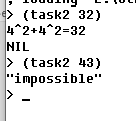 ; loading "E:\
> (task2 32)
4^2+4^2=32
NIL
> (task2 43)
"impossible"
> _